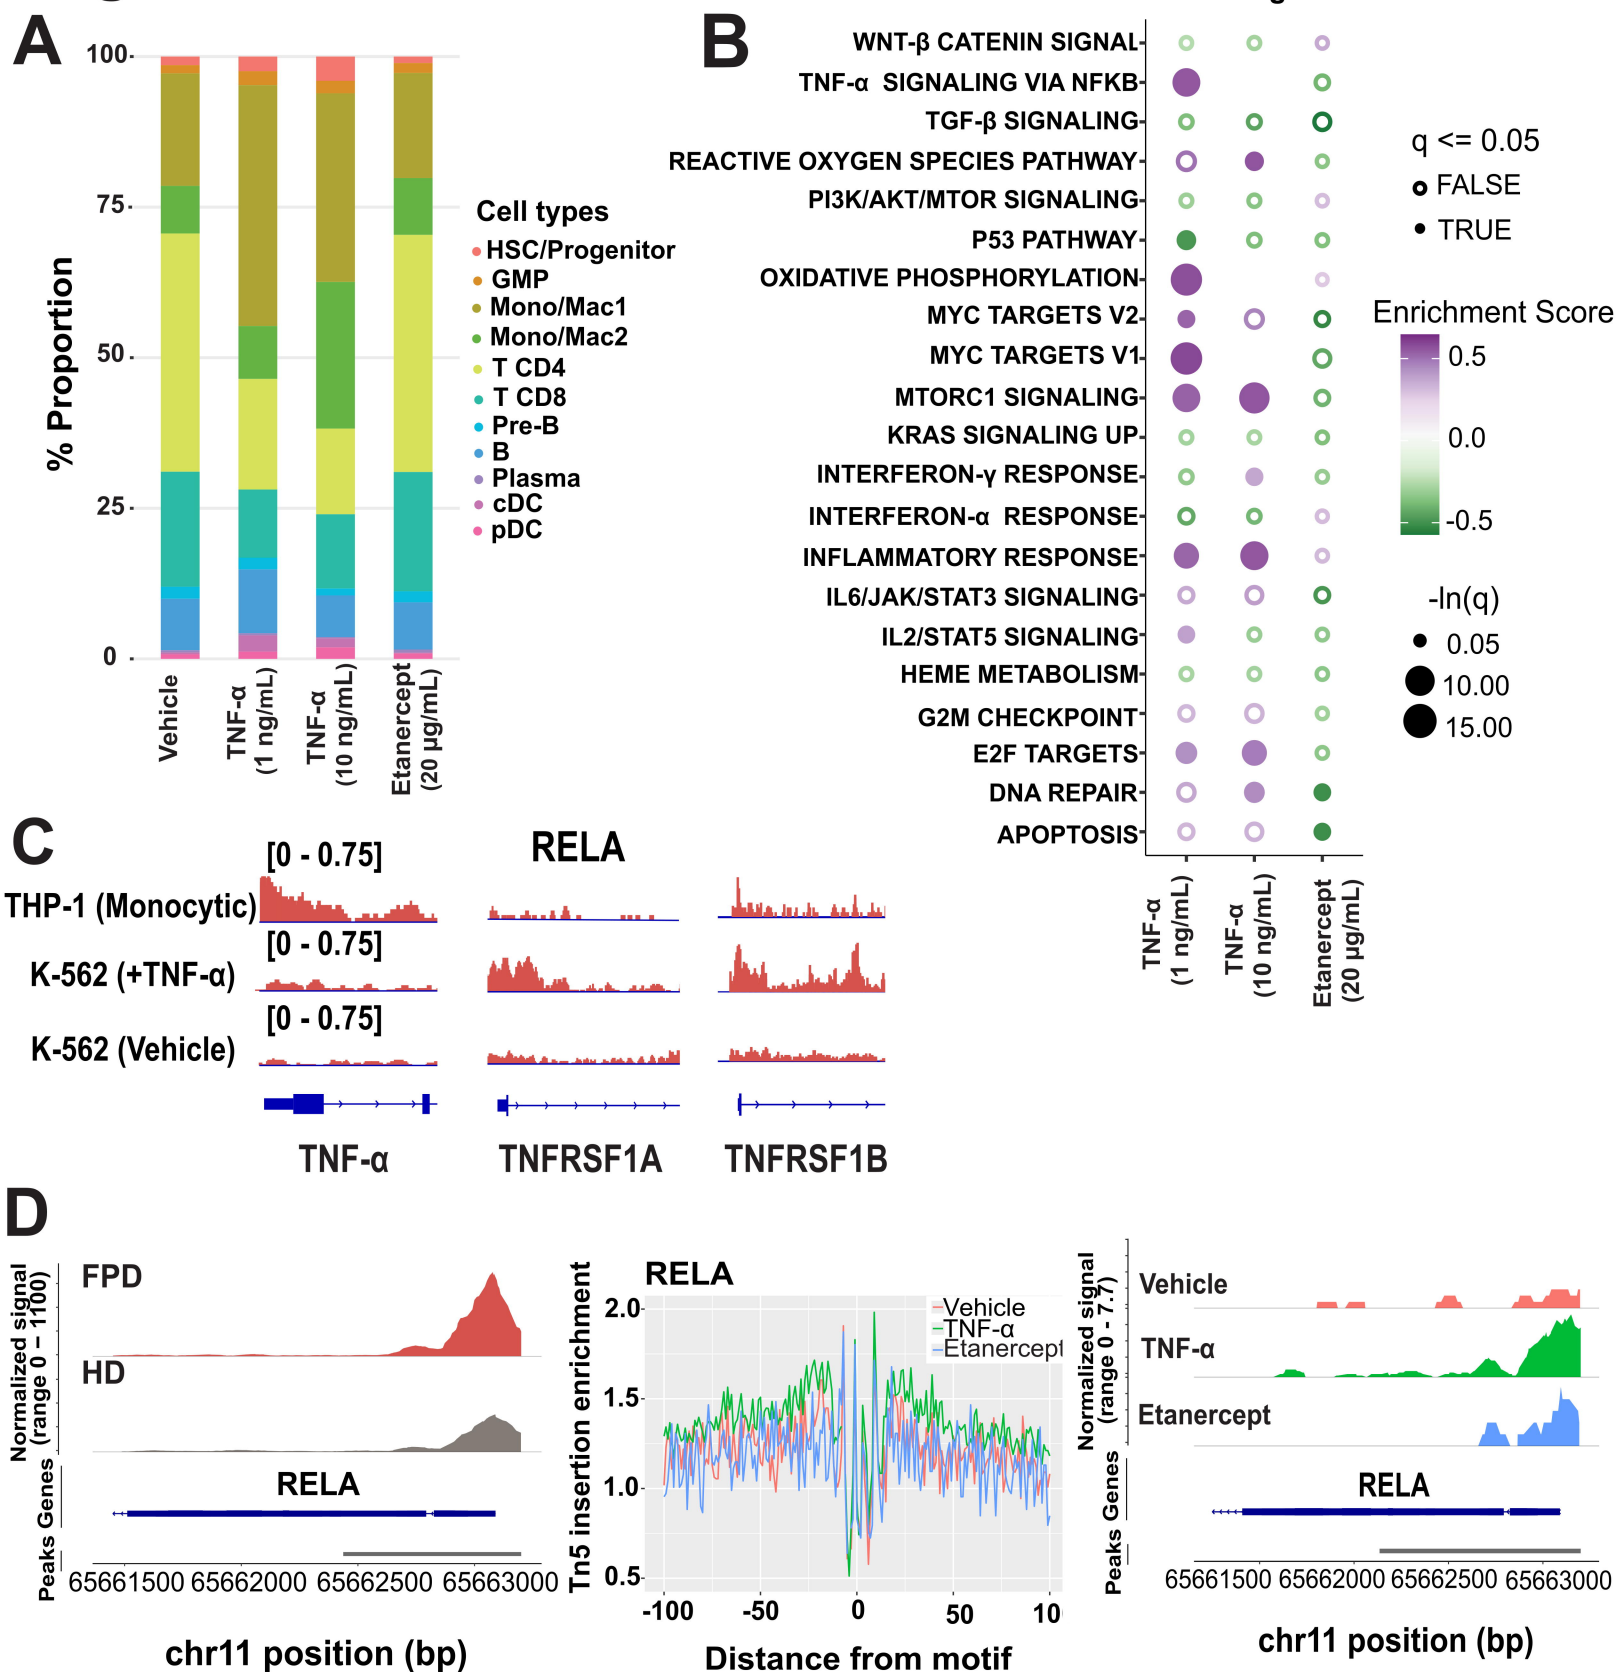 A
100
75
50
25
0
% Proportion
Vehicle
TNF-α
(1 ng/mL)
TNF-α
(10 ng/mL)
Etanercept
(20 µg/mL)
Cell types
HSC/Progenitor
GMP
Mono/Mac1
Mono/Mac2
T CD4
T CD8
Pre-B
B
Plasma
cDC
pDC
B
WNT-β CATENIN SIGNAL
TNF-α SIGNALING VIA NFKB
TGF-β SIGNALING
REACTIVE OXYGEN SPECIES PATHWAY
PI3K/AKT/MTOR SIGNALING
P53 PATHWAY
OXIDATIVE PHOSPHORYLATION
MYC TARGETS V2
MYC TARGETS V1
MTORC1 SIGNALING
KRAS SIGNALING UP
INTERFERON-γ RESPONSE
INTERFERON-α RESPONSE
INFLAMMATORY RESPONSE
IL6/JAK/STAT3 SIGNALING
IL2/STAT5 SIGNALING
HEME METABOLISM
G2M CHECKPOINT
E2F TARGETS
DNA REPAIR
APOPTOSIS
TNF-α
(1 ng/mL)
TNF-α
(10 ng/mL)
Etanercept
(20 µg/mL)
q <= 0.05
FALSE
TRUE
Enrichment Score
0.5
0.0
-0.5
-ln(q)
0.05
10.00
15.00
C
RELA
[0 - 0.75]
THP-1 (Monocytic)
[0 - 0.75]
K-562 (+TNF-α)
[0 - 0.75]
K-562 (Vehicle)
TNF-α
TNFRSF1A
TNFRSF1B
D
Normalized signal
(range 0 – 1100)
FPD
HD
Genes
RELA
Peaks
65661500 65662000 65662500 65663000
chr11 position (bp)
RELA
Tn5 insertion enrichment
2.0
1.5
1.0
0.5
Vehicle
TNF-α
Etanercept
-100 -50 0 50 10
Distance from motif
Normalized signal
(range 0 - 7.7)
Vehicle
TNF-α
Etanercept
Genes
RELA
Peaks
65661500 65662000 65662500 65663000
chr11 position (bp)